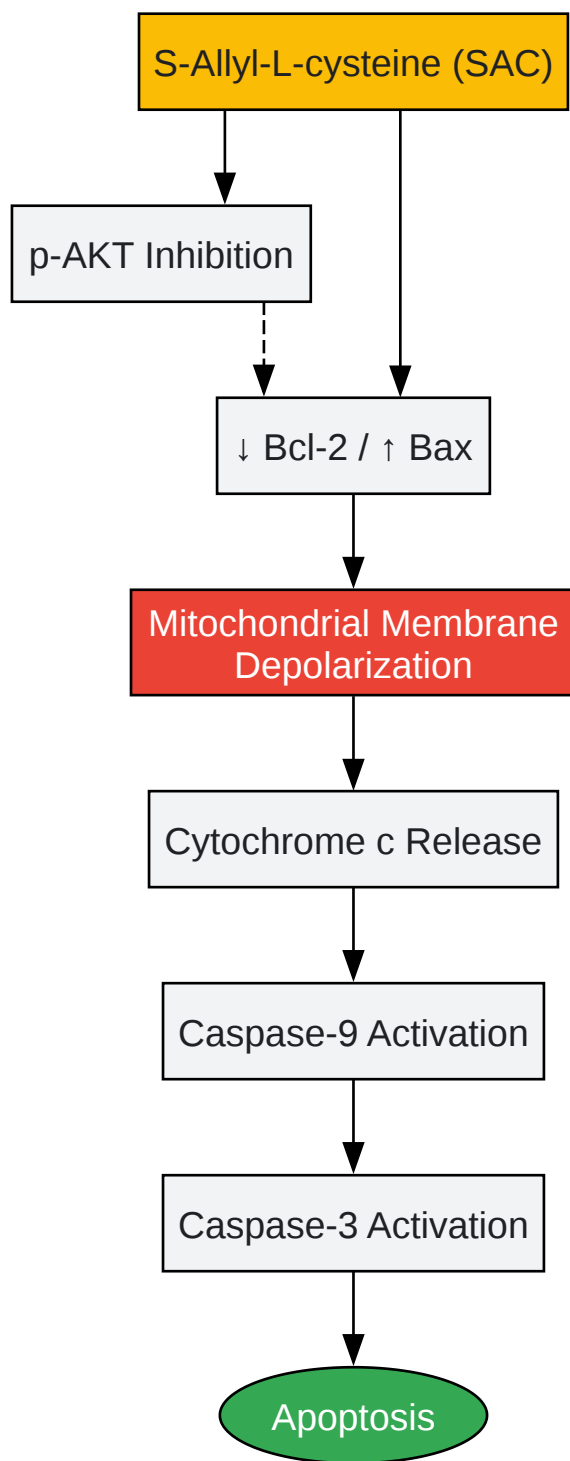 S-Allyl-L-cysteine (SAC)
p-AKT Inhibition
↓ Bcl-2 / ↑ Bax
Mitochondrial Membrane
Depolarization
Cytochrome c Release
Caspase-9 Activation
Caspase-3 Activation
Apoptosis